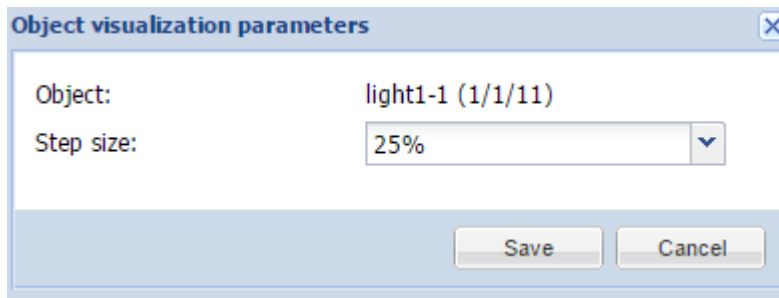 Object visualization parameters
Object: light1-1 (1/1/11)
Step size: 25%
Save Cancel